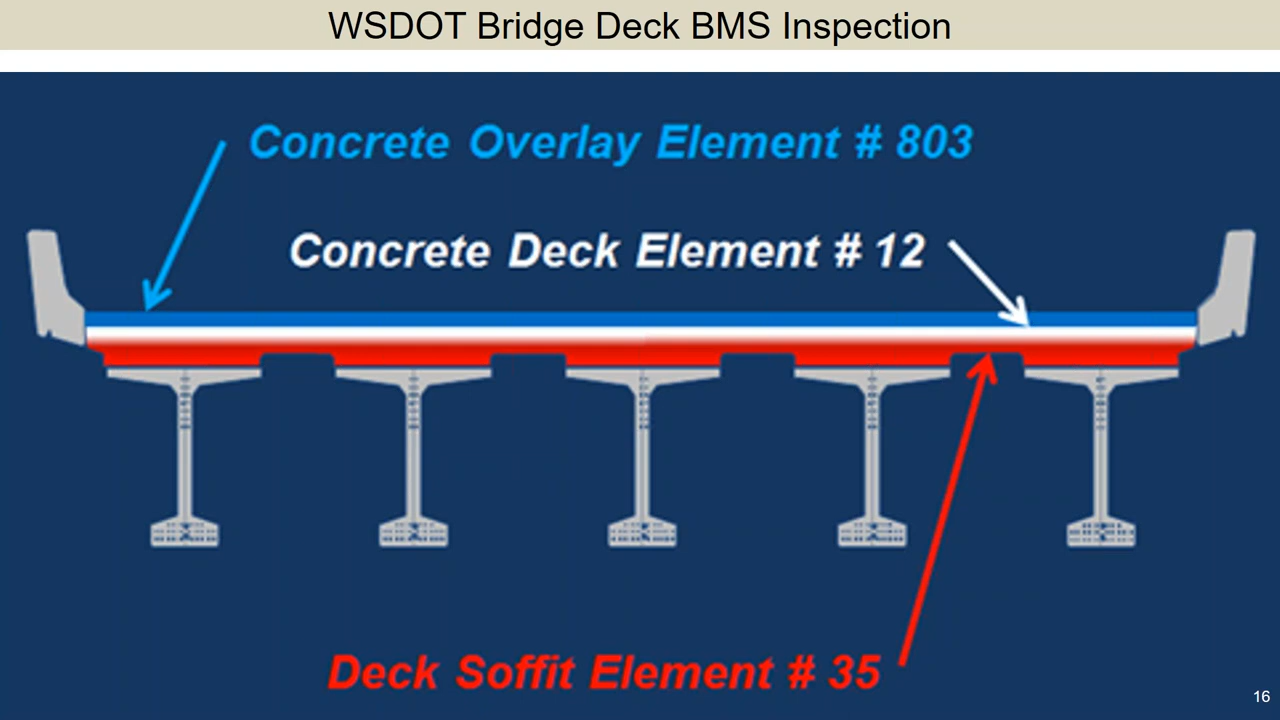 WSDOT Bridge Deck BMS Inspection
Concrete Overlay Element # 803
Concrete Deck Element # 12
Deck Soffit Element # 35
16